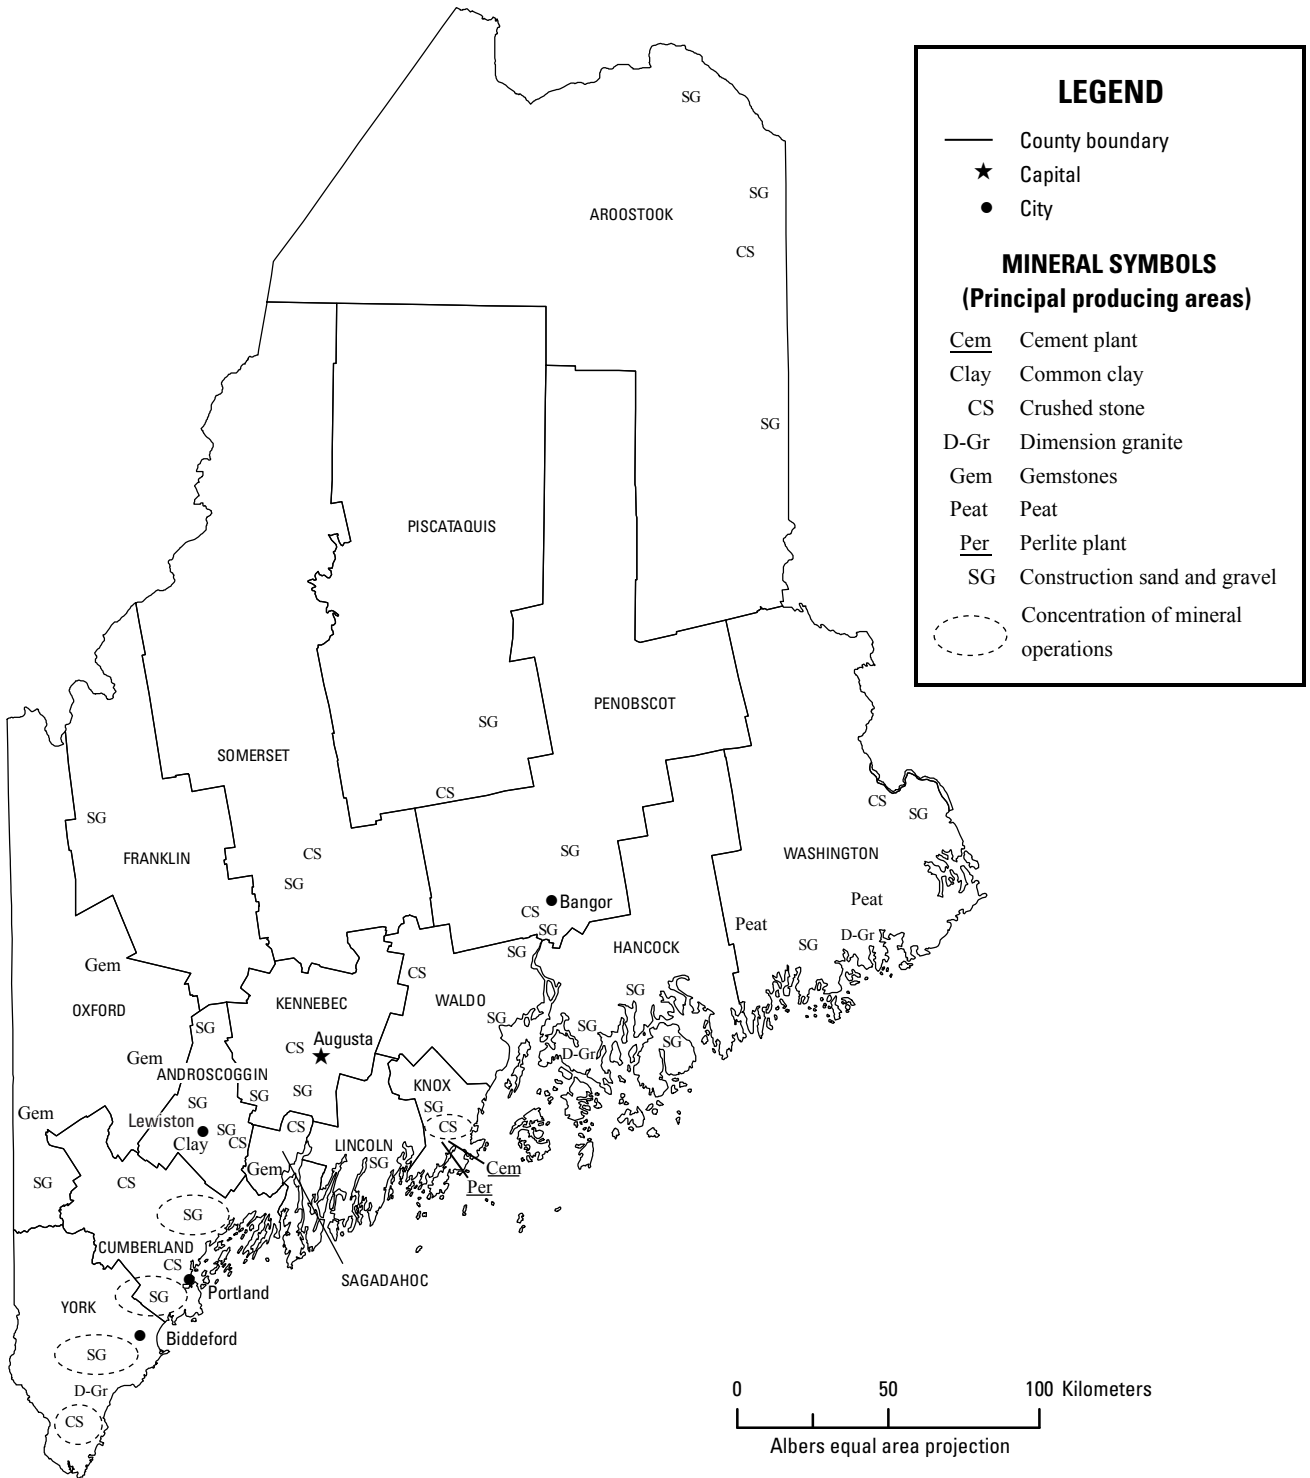 LEGEND
County boundary
Capital
City
MINERAL SYMBOLS
(Principal producing areas)
Cem Cement plant
Clay Common clay
CS Crushed stone
D-Gr Dimension granite
Gem Gemstones
Peat Peat
Per Perlite plant
SG Construction sand and gravel
Concentration of mineral
operations
SG
SG
AROOSTOOK
CS
SG
PISCATAQUIS
PENOBSCOT
SG
SOMERSET
CS
CS
SG
SG
FRANKLIN
CS
SG
WASHINGTON
SG
CS
SG
Bangor
Peat
CS
SG
Peat
D-Gr
SG
HANCOCK
SG
Gem
CS
KENNEBEC
WALDO
SG
OXFORD
SG
SG
SG
Augusta
CS
SG
D-Gr
Gem
ANDROSCOGGIN
KNOX
SG
SG
SG
SG
Gem
Lewiston
SG
CS
CS
CS
Clay
LINCOLN
SG
Gem
Cem
Per
SG
CS
SG
CUMBERLAND
CS
SAGADAHOC
Portland
SG
YORK
Biddeford
SG
D-Gr
CS
0 50 100 Kilometers
Albers equal area projection